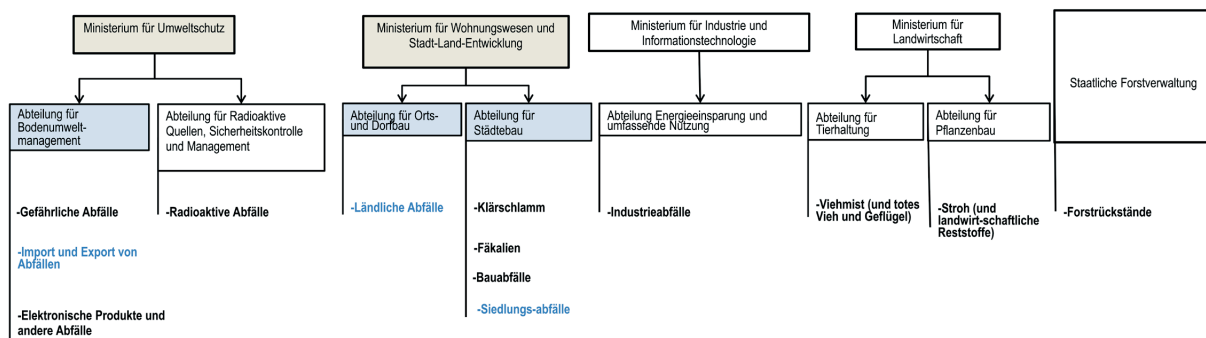 Ministerium für Umweltschutz
Ministerium für Wohnungswesen und
Stadt-Land-Entwicklung
Ministerium für Industrie und
Informationstechnologie
Ministerium für
Landwirtschaft
Staatliche Forstverwaltung
Abteilung für
Bodenumwelt-
management
Abteilung für Radioaktive
Quellen, Sicherheitskontrolle
und Management
Abteilung für Orts-
und Dorfbau
Abteilung für
Städtebau
Abteilung Energieeinsparung und
umfassende Nutzung
Abteilung für
Tierhaltung
Abteilung für
Pflanzenbau
-Gefährliche Abfälle
-Import und Export von
Abfällen
-Elektronische Produkte und
andere Abfälle
-Radioaktive Abfälle
-Ländliche Abfälle
-Klärschlamm
-Fäkalien
-Bauabfälle
-Siedlungs-abfälle
-Industrieabfälle
-Viehmist (und totes
Vieh und Geflügel)
-Stroh (und
landwirt-schaftliche
Reststoffe)
-Forstrückstände